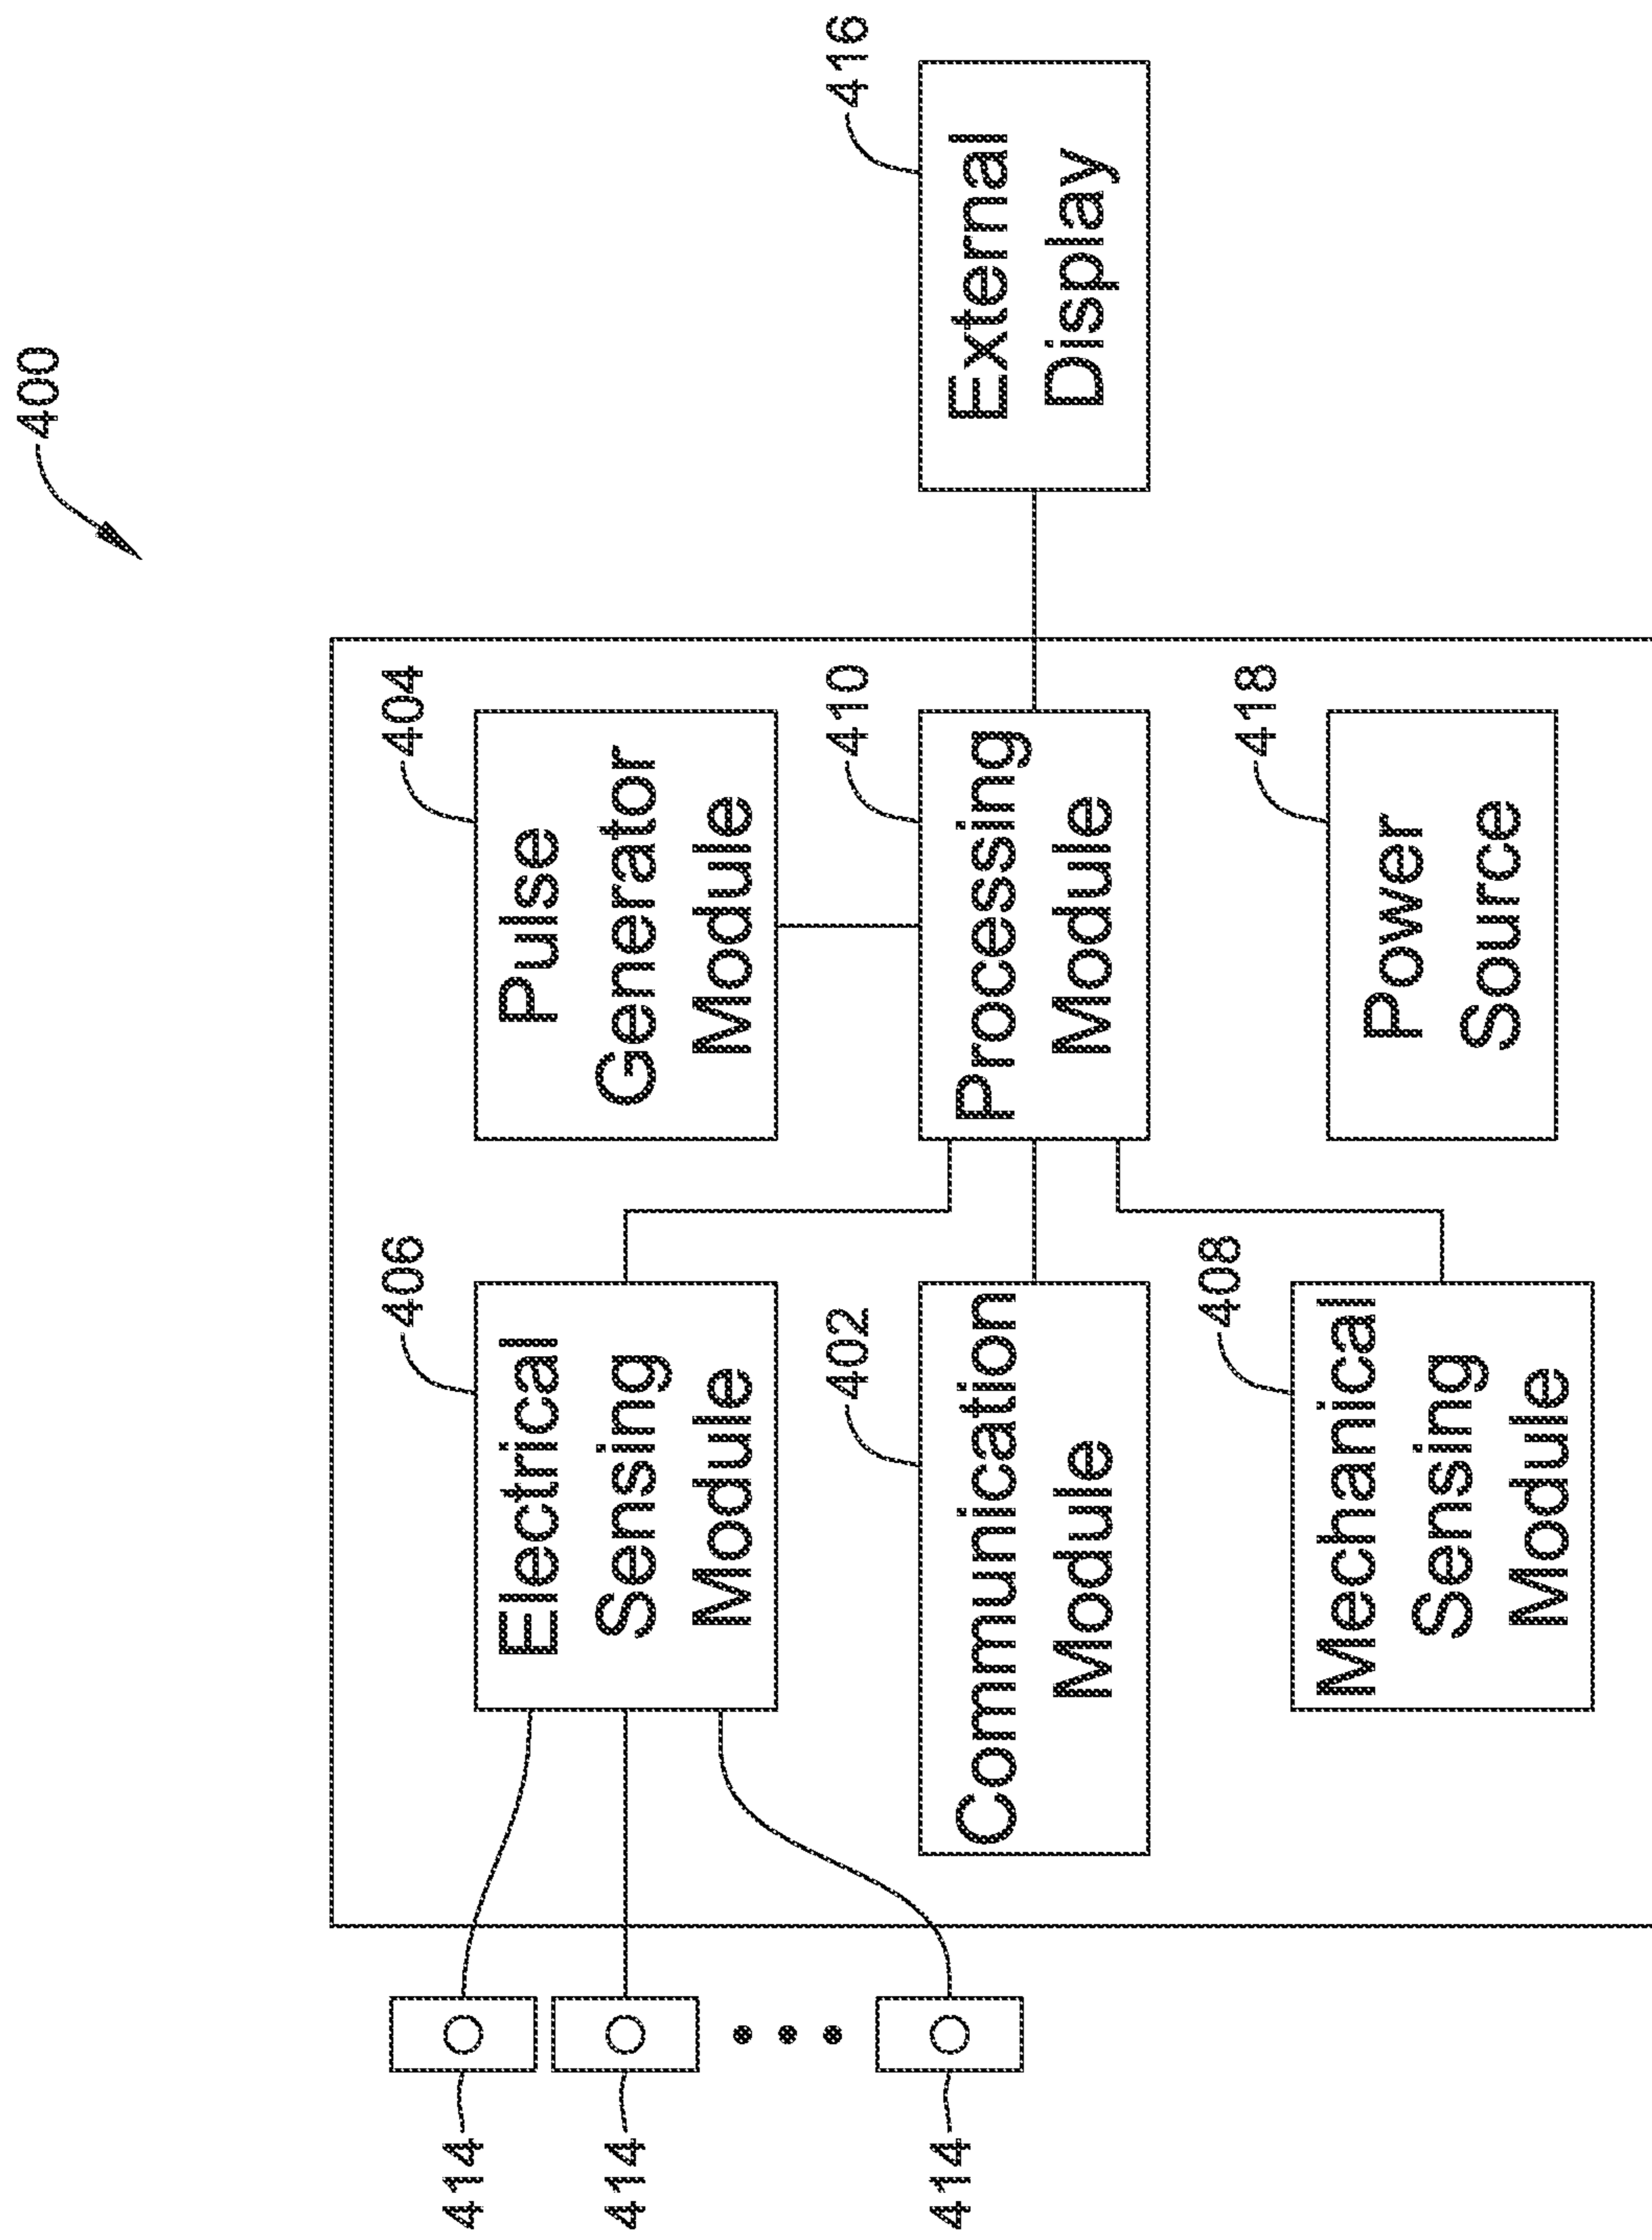 400
406
Electrical
Sensing
Module
404
Pulse
Generator
Module
414
414
414
402
Communication
Module
410
Processing
Module
416
External
Display
408
Mechanical
Sensing
Module
418
Power
Source